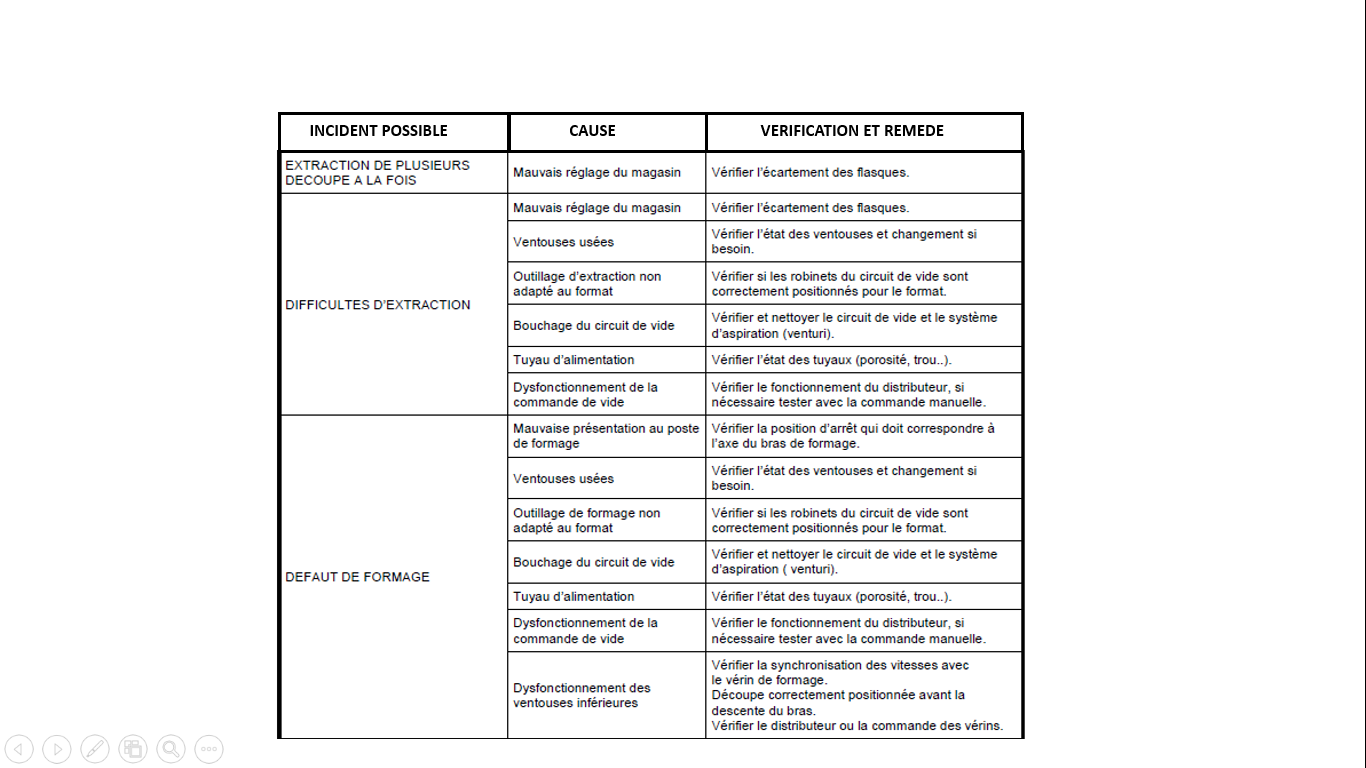 INCIDENT POSSIBLE
CAUSE
VERIFICATION ET REMEDE
EXTRACTION DE PLUSIEURS
DECOUPE A LA FOIS
Mauvais réglage du magasin
Vérifier l'écartement des flasques.
DIFFICULTES D'EXTRACTION
Mauvais réglage du magasin
Vérifier l'écartement des flasques.
Ventouses usées
Vérifier l'état des ventouses et changement si
besoin.
Outillage d'extraction non
adapté au format
Vérifier si les robinets du circuit de vide sont
correctement positionnés pour le format.
Bouchage du circuit de vide
Vérifier et nettoyer le circuit de vide et le système
d'aspiration (venturi).
Tuyau d'alimentation
Vérifier l'état des tuyaux (porosité, trou..).
Dysfonctionnement de la
commande de vide
Vérifier le fonctionnement du distributeur, si
nécessaire tester avec la commande manuelle.
DEFAUT DE FORMAGE
Mauvaise présentation au poste
de formage
Vérifier la position d'arrêt qui doit correspondre à
l'axe du bras de formage.
Ventouses usées
Vérifier l'état des ventouses et changement si
besoin.
Outillage de formage non
adapté au format
Vérifier si les robinets du circuit de vide sont
correctement positionnés pour le format.
Bouchage du circuit de vide
Vérifier et nettoyer le circuit de vide et le système
d'aspiration ( venturi).
Tuyau d'alimentation
Vérifier l'état des tuyaux (porosité, trou..).
Dysfonctionnement de la
commande de vide
Vérifier le fonctionnement du distributeur, si
nécessaire tester avec la commande manuelle.
Dysfonctionnement des
ventouses inférieures
Vérifier la synchronisation des vitesses avec
le vérin de formage.
Découpe correctement positionnée avant la
descente du bras.
Vérifier le distributeur ou la commande des vérins.